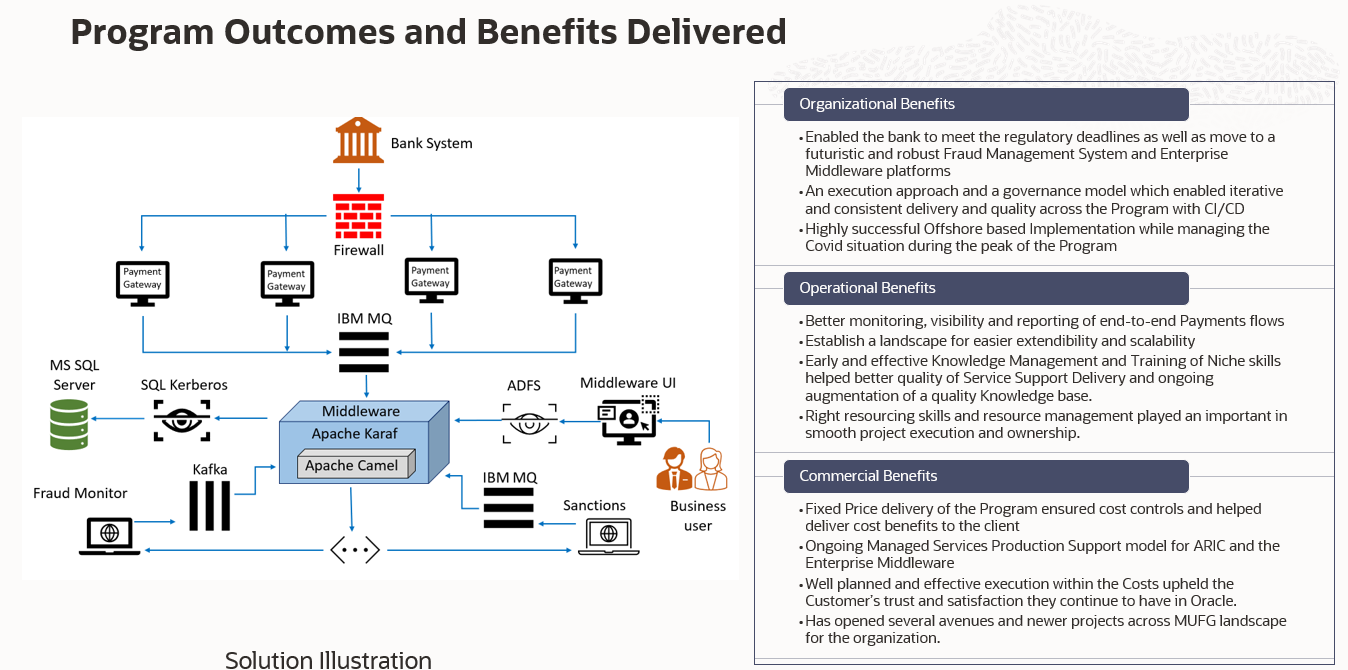 Program Outcomes and Benefits Delivered
Bank System
Firewall
Payment
Gateway
Payment
Gateway
Payment
Gateway
Payment
Gateway
IBM MQ
MS SQL
Server
SQL Kerberos
ADFS
Middleware UI
Middleware
Apache Karaf
Apache Camel
Kafka
Fraud Monitor
IBM MQ
Sanctions
Business
user
Solution Illustration
Organizational Benefits
•Enabled the bank to meet the regulatory deadlines as well as move to a
futuristic and robust Fraud Management System and Enterprise
Middleware platforms
•An execution approach and a governance model which enabled iterative
and consistent delivery and quality across the Program with CI/CD
•Highly successful Offshore based Implementation while managing the
Covid situation during the peak of the Program
Operational Benefits
•Better monitoring, visibility and reporting of end-to-end Payments flows
•Establish a landscape for easier extendibility and scalability
•Early and effective Knowledge Management and Training of Niche skills
helped better quality of Service Support Delivery and ongoing
augmentation of a quality Knowledge base.
•Right resourcing skills and resource management played an important in
smooth project execution and ownership.
Commercial Benefits
•Fixed Price delivery of the Program ensured cost controls and helped
deliver cost benefits to the client
•Ongoing Managed Services Production Support model for ARIC and the
Enterprise Middleware
•Well planned and effective execution within the Costs upheld the
Customer's trust and satisfaction they continue to have in Oracle.
•Has opened several avenues and newer projects across MUFG landscape
for the organization.